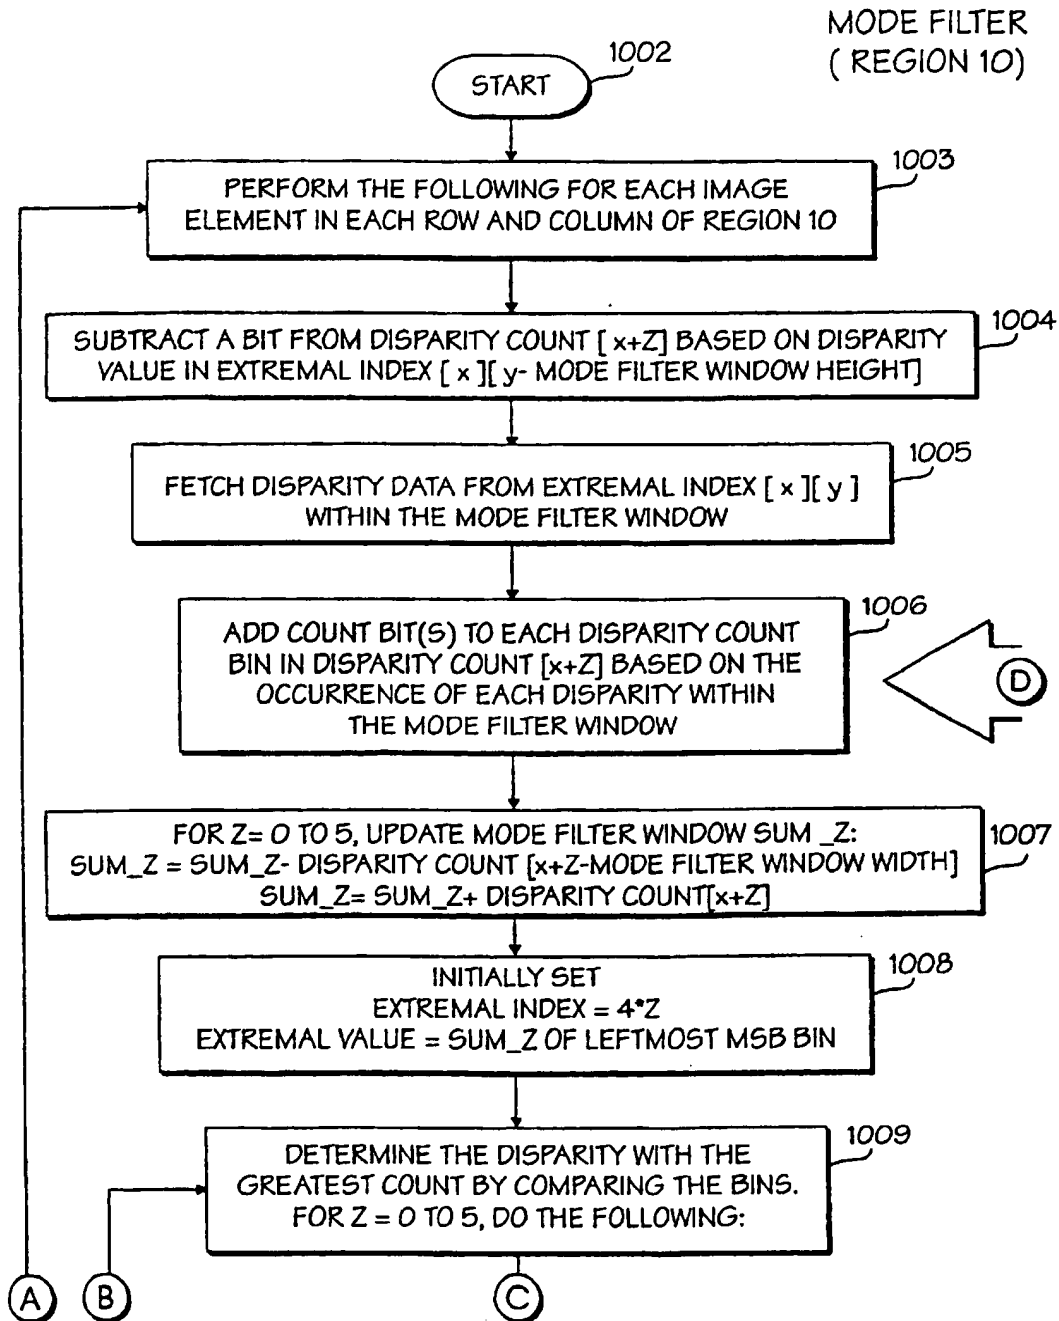 MODE FILTER
( REGION 10)
1002
START
1003
PERFORM THE FOLLOWING FOR EACH IMAGE
ELEMENT IN EACH ROW AND COLUMN OF REGION 10
1004
SUBTRACT A BIT FROM DISPARITY COUNT [ x+Z] BASED ON DISPARITY
VALUE IN EXTREMAL INDEX [ x ][ y- MODE FILTER WINDOW HEIGHT]
1005
FETCH DISPARITY DATA FROM EXTREMAL INDEX [ x ][ y ]
WITHIN THE MODE FILTER WINDOW
1006
ADD COUNT BIT(S) TO EACH DISPARITY COUNT
BIN IN DISPARITY COUNT [x+Z] BASED ON THE
OCCURRENCE OF EACH DISPARITY WITHIN
THE MODE FILTER WINDOW
D
1007
FOR Z= 0 TO 5, UPDATE MODE FILTER WINDOW SUM _Z:
SUM_Z = SUM_Z- DISPARITY COUNT [x+Z-MODE FILTER WINDOW WIDTH]
SUM_Z= SUM_Z+ DISPARITY COUNT[x+Z]
1008
INITIALLY SET
EXTREMAL INDEX = 4*Z
EXTREMAL VALUE = SUM_Z OF LEFTMOST MSB BIN
1009
DETERMINE THE DISPARITY WITH THE
GREATEST COUNT BY COMPARING THE BINS.
FOR Z = 0 TO 5, DO THE FOLLOWING:
A
B
C